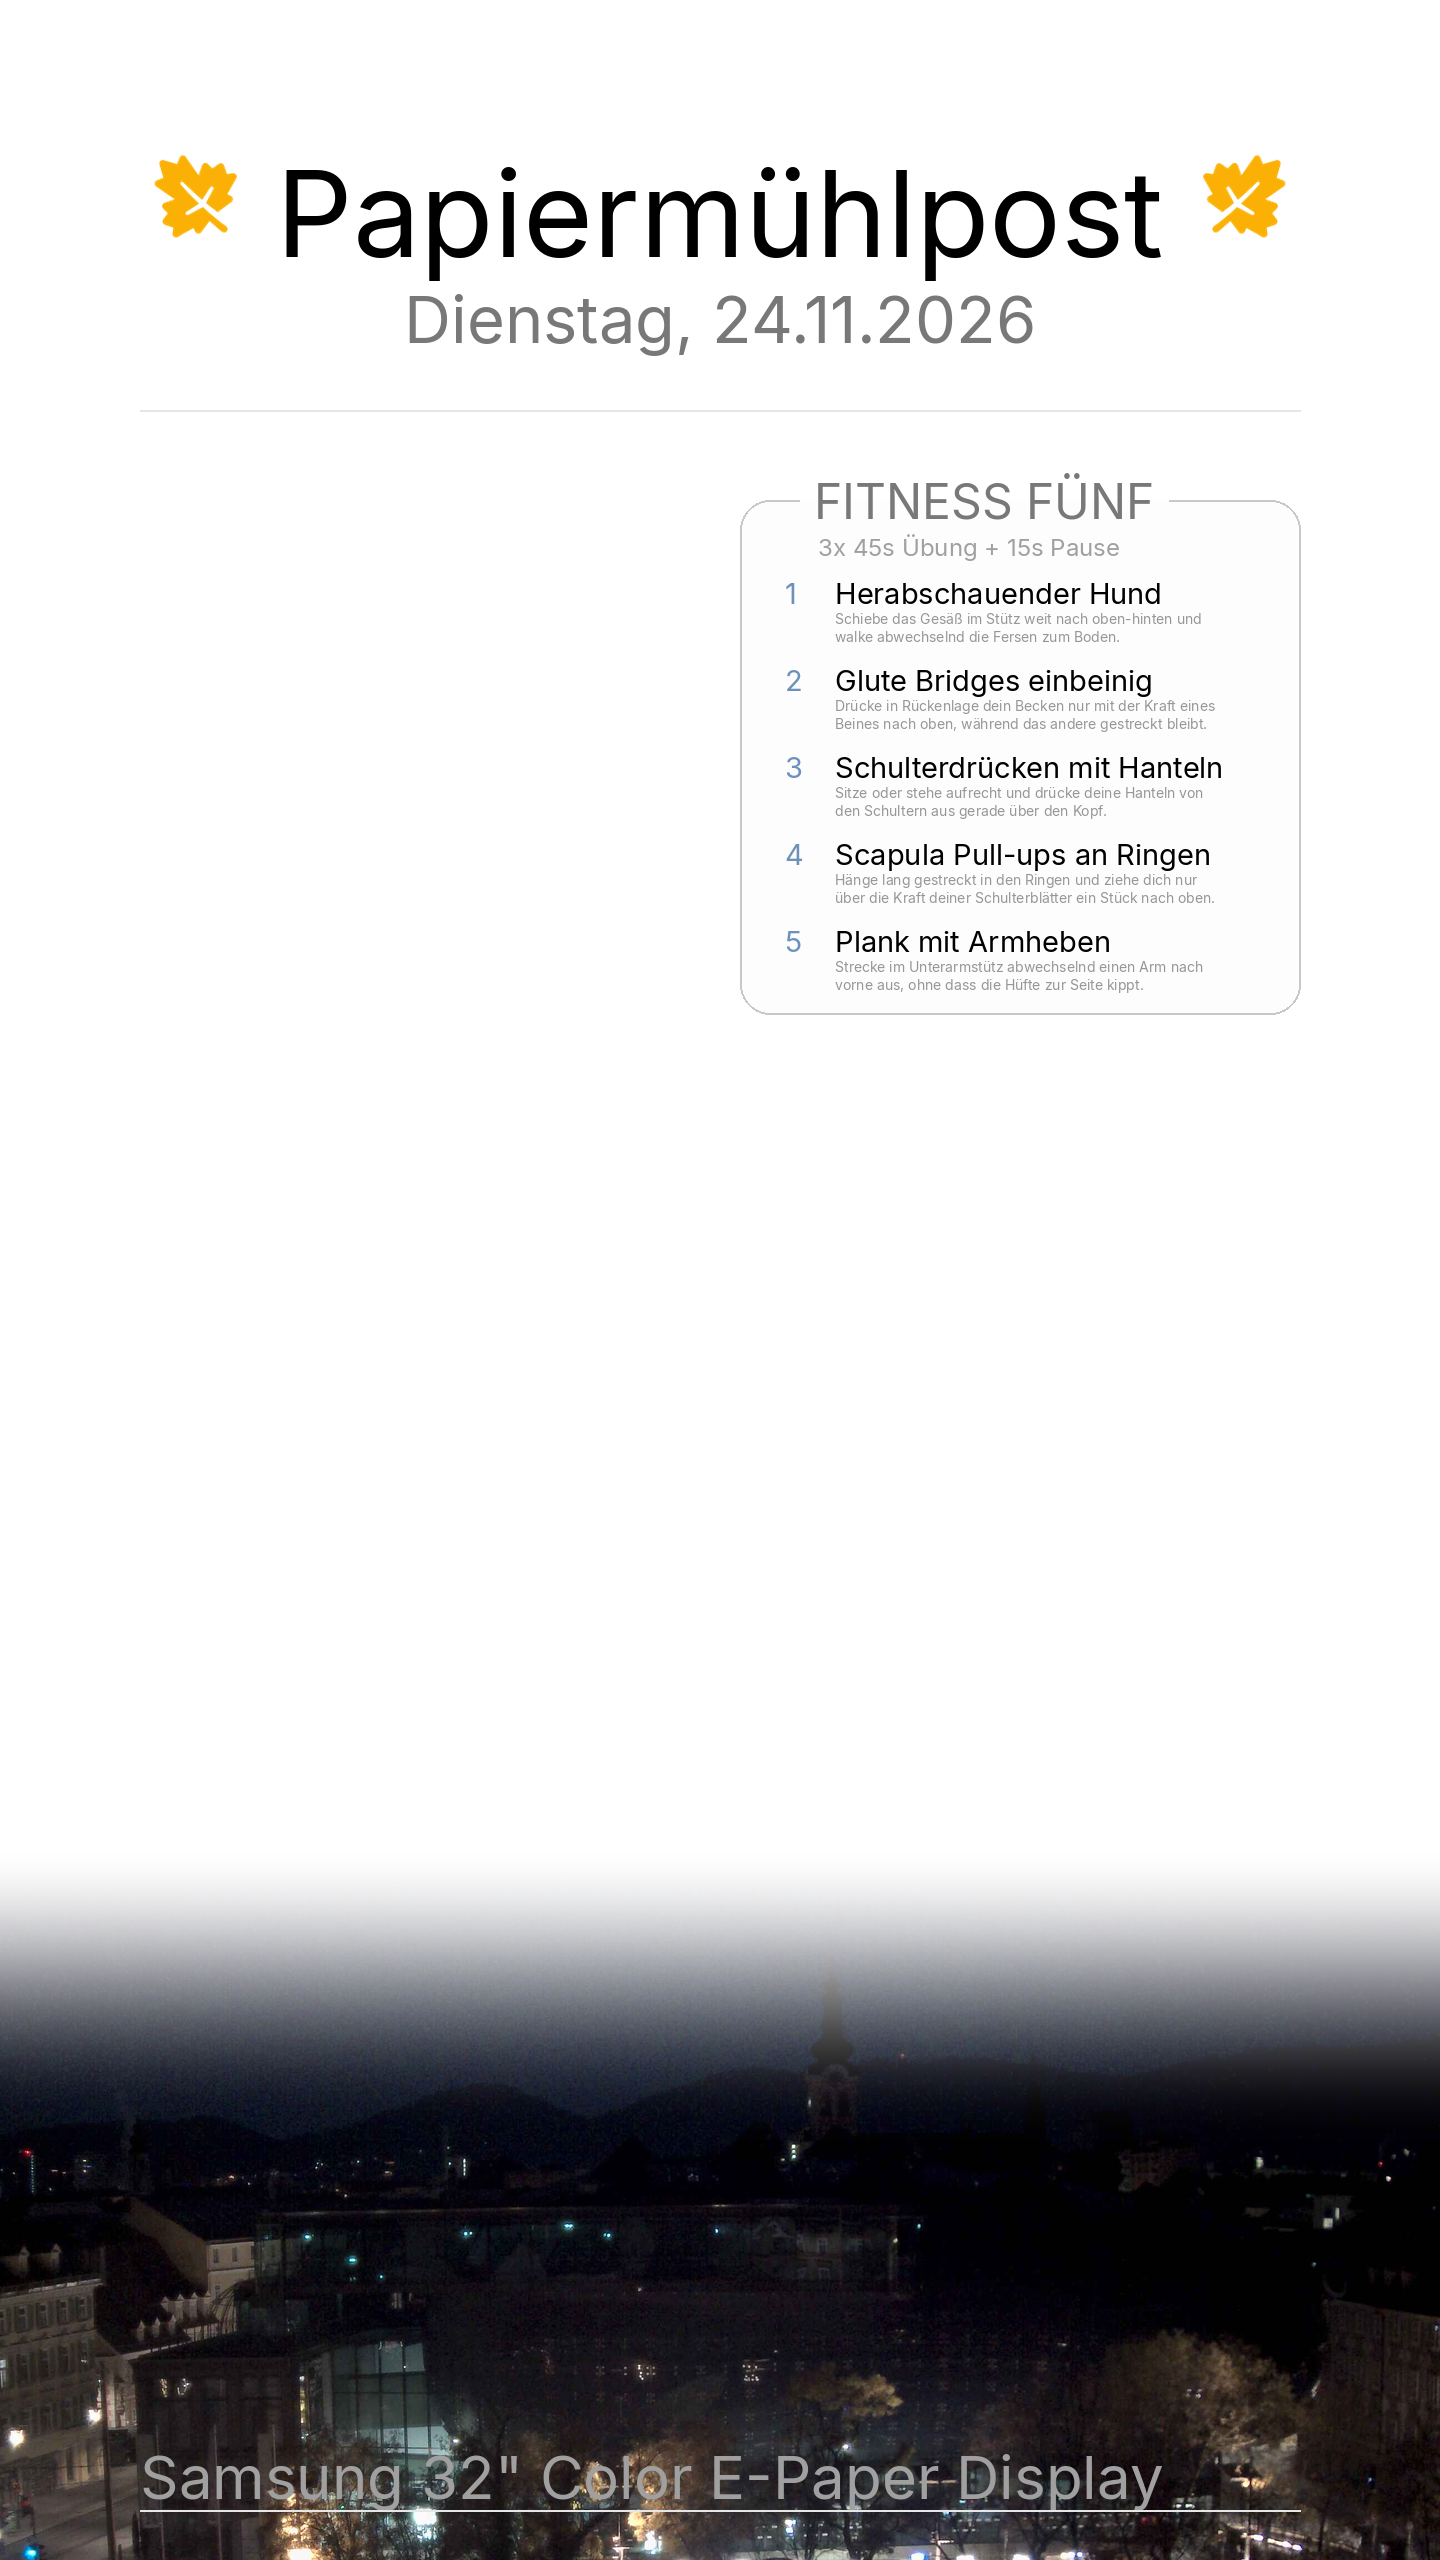 Papiermühlpost
Dienstag, 24.11.2026
FITNESS FÜNF
3x 45s Übung + 15s Pause
1 Herabschauender Hund
Schiebe das Gesäß im Stütz weit nach oben-hinten und
walke abwechselnd die Fersen zum Boden.
2 Glute Bridges einbeinig
Drücke in Rückenlage dein Becken nur mit der Kraft eines
Beines nach oben, während das andere gestreckt bleibt.
3 Schulterdrücken mit Hanteln
Sitze oder stehe aufrecht und drücke deine Hanteln von
den Schultern aus gerade über den Kopf.
4 Scapula Pull-ups an Ringen
Hänge lang gestreckt in den Ringen und ziehe dich nur
über die Kraft deiner Schulterblätter ein Stück nach oben.
5 Plank mit Armheben
Strecke im Unterarmstütz abwechselnd einen Arm nach
vorne aus, ohne dass die Hüfte zur Seite kippt.
Samsung 32" Color E-Paper Display